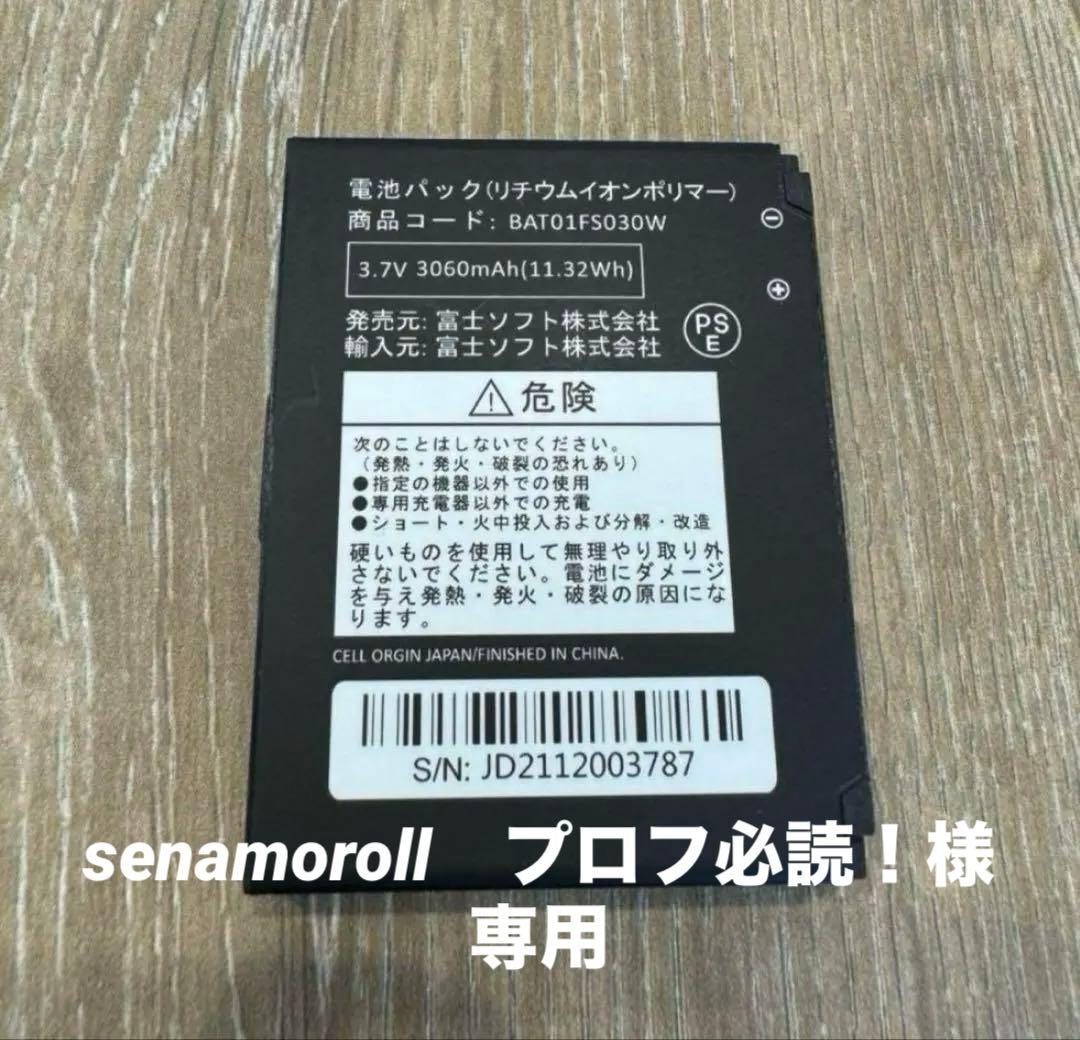 電池パック(リチウムイオンポリマー)
商品コード: BAT01FS030W
3.7V 3060mAh(11.32Wh)
発売元: 富士ソフト株式会社
輸入元: 富士ソフト株式会社
PS
E
危険
次のことはしないでください。
(発熱・発火・破裂の恐れあり)
●指定の機器以外での使用
●専用充電器以外での充電
●ショート・火中投入および分解・改造
硬いものを使用して無理やり取り外
さないでください。電池にダメージ
を与え発熱・発火・破裂の原因にな
ります。
CELL ORGIN JAPAN/FINISHED IN CHINA.
S/N: JD2112003787
senamoroll プロフ必読！様
専用